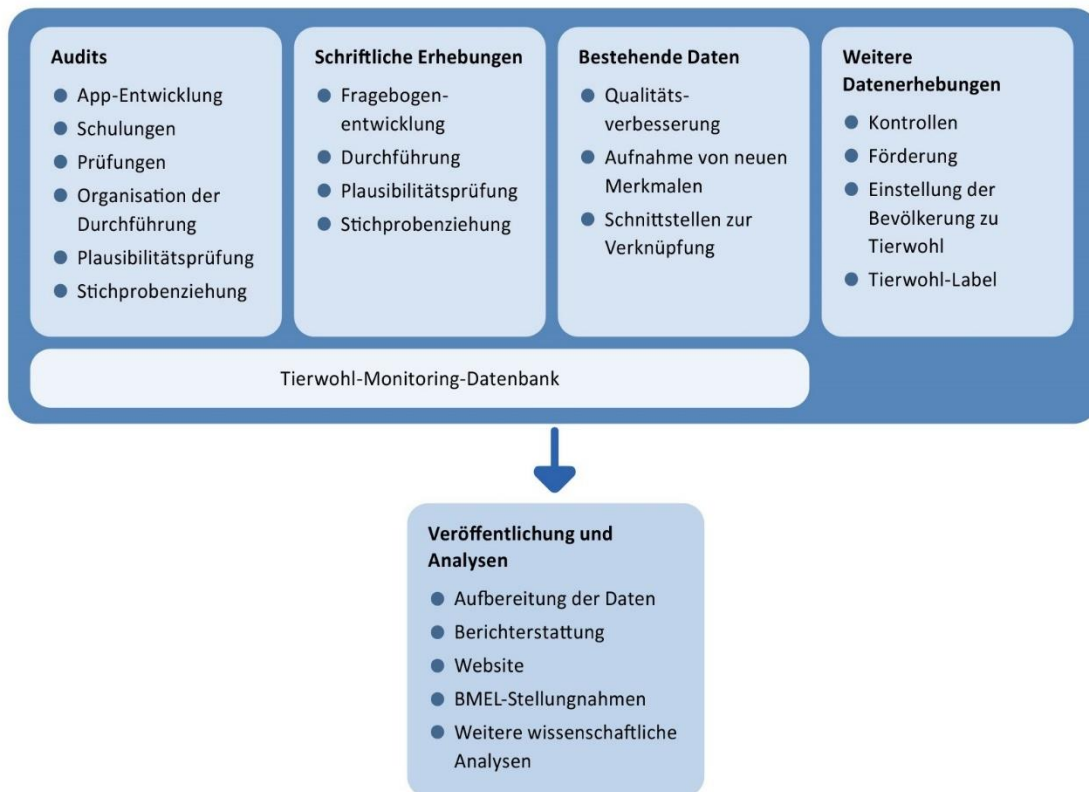 Audits
App-Entwicklung
Schulungen
Prüfungen
Organisation der
Durchführung
Plausibilitätsprüfung
Stichprobenziehung
Schriftliche Erhebungen
Fragebogen-
entwicklung
Durchführung
Plausibilitätsprüfung
Stichprobenziehung
Bestehende Daten
Qualitäts-
verbesserung
Aufnahme von neuen
Merkmalen
Schnittstellen zur
Verknüpfung
Weitere
Datenerhebungen
Kontrollen
Förderung
Einstellung der
Bevölkerung zu
Tierwohl
Tierwohl-Label
Tierwohl-Monitoring-Datenbank
Veröffentlichung und
Analysen
Aufbereitung der Daten
Berichterstattung
Website
BMEL-Stellungnahmen
Weitere wissenschaftliche
Analysen